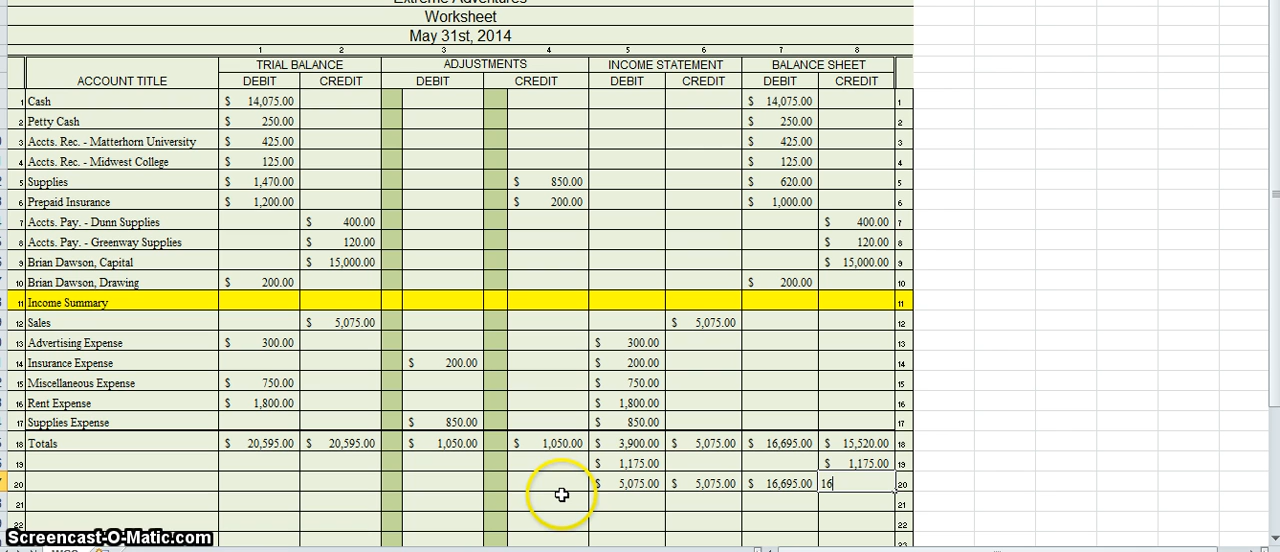 Extreme Adventures
Worksheet
May 31st, 2014
1 2 3 4 5 6 7 8
TRIAL BALANCE ADJUSTMENTS INCOME STATEMENT BALANCE SHEET
ACCOUNT TITLE DEBIT CREDIT DEBIT CREDIT DEBIT CREDIT DEBIT CREDIT
1 Cash $ 14,075.00 $ 14,075.00 1
2 Petty Cash $ 250.00 $ 250.00 2
3 Accts. Rec. - Matterhorn University $ 425.00 $ 425.00 3
4 Accts. Rec. - Midwest College $ 125.00 $ 125.00 4
5 Supplies $ 1,470.00 $ 850.00 $ 620.00 5
6 Prepaid Insurance $ 1,200.00 $ 200.00 $ 1,000.00 6
7 Accts. Pay. - Dunn Supplies $ 400.00 $ 400.00 7
8 Accts. Pay. - Greenway Supplies $ 120.00 $ 120.00 8
9 Brian Dawson, Capital $ 15,000.00 $ 15,000.00 9
10 Brian Dawson, Drawing $ 200.00 $ 200.00 10
11 Income Summary 11
12 Sales $ 5,075.00 $ 5,075.00 12
13 Advertising Expense $ 300.00 $ 300.00 13
14 Insurance Expense $ 200.00 $ 200.00 14
15 Miscellaneous Expense $ 750.00 $ 750.00 15
16 Rent Expense $ 1,800.00 $ 1,800.00 16
17 Supplies Expense $ 850.00 $ 850.00 17
18 Totals $ 20,595.00 $ 20,595.00 $ 1,050.00 $ 1,050.00 $ 3,900.00 $ 5,075.00 $ 16,695.00 $ 15,520.00 18
19 $ 1,175.00 $ 1,175.00 19
20 $ 5,075.00 $ 5,075.00 $ 16,695.00 16 20
21 21
22 22
Screencast-O-Matic.com